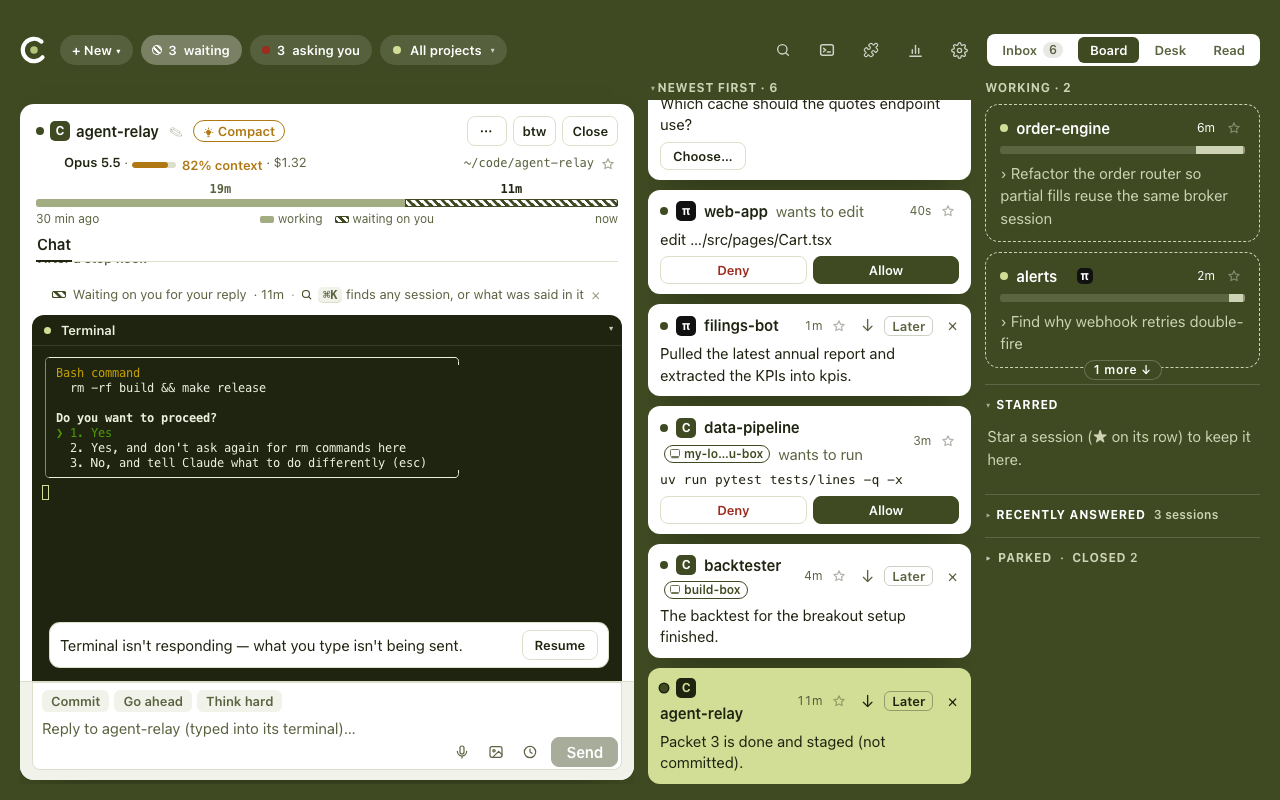 + New ▾
3 waiting
3 asking you
All projects ▾
Inbox 6
Board
Desk
Read
C agent-relay
Compact
···
btw
Close
Opus 5.5 · 82% context · $1.32
~/code/agent-relay
19m
11m
30 min ago
working
waiting on you
now
Chat
Waiting on you for your reply · 11m · ⌘K finds any session, or what was said in it ×
Terminal
Bash command
rm -rf build && make release
Do you want to proceed?
❯ 1. Yes
2. Yes, and don't ask again for rm commands here
3. No, and tell Claude what to do differently (esc)
Terminal isn't responding — what you type isn't being sent.
Resume
Commit
Go ahead
Think hard
Reply to agent-relay (typed into its terminal)…
Send
▾ NEWEST FIRST · 6
Which cache should the quotes endpoint
use?
Choose…
π web-app wants to edit 40s
edit …/src/pages/Cart.tsx
Deny
Allow
π filings-bot 1m ↓ Later ×
Pulled the latest annual report and
extracted the KPIs into kpis.
C data-pipeline
my-lo…u-box wants to run 3m
uv run pytest tests/lines -q -x
Deny
Allow
C backtester 4m ↓ Later ×
build-box
The backtest for the breakout setup
finished.
C
agent-relay 11m ↓ Later ×
Packet 3 is done and staged (not
committed).
WORKING · 2
order-engine 6m
› Refactor the order router so
partial fills reuse the same broker
session
alerts π 2m
› Find why webhook retries double-
fire
1 more ↓
▾ STARRED
Star a session (★ on its row) to keep it
here.
▸ RECENTLY ANSWERED 3 sessions
▸ PARKED · CLOSED 2